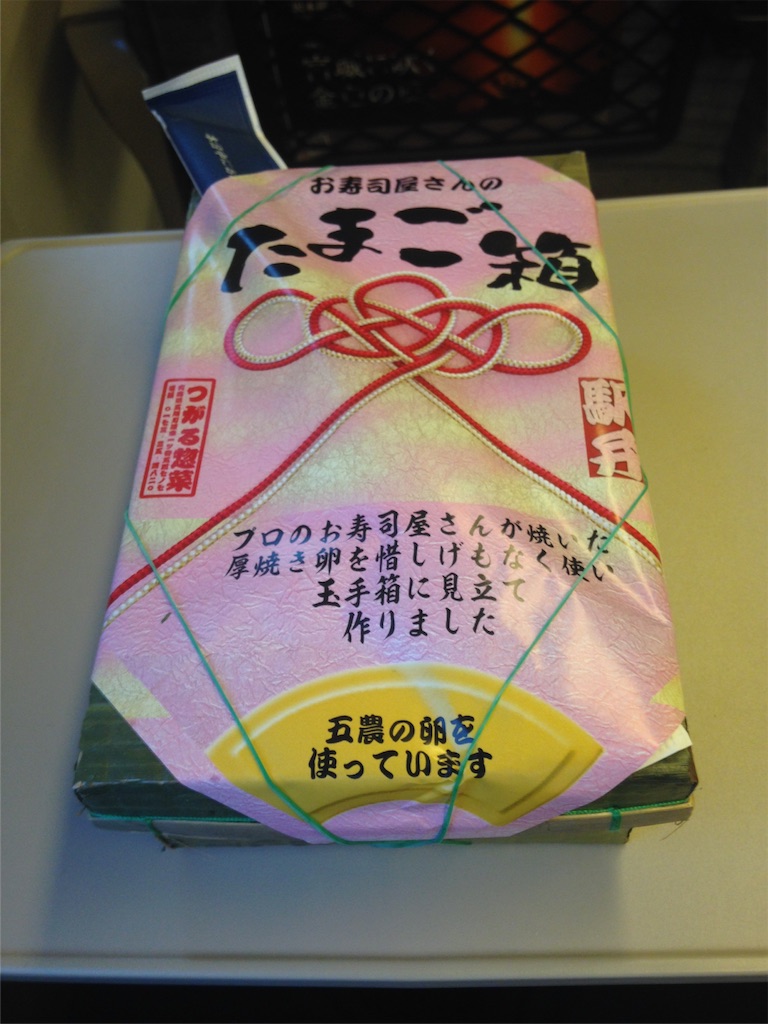 お寿司屋さんの
たまご箱
つがる惣菜
プロのお寿司屋さんが焼いた
厚焼き卵を惜しげもなく使い
玉手箱に見立て
作りました
五農の卵を
使っています